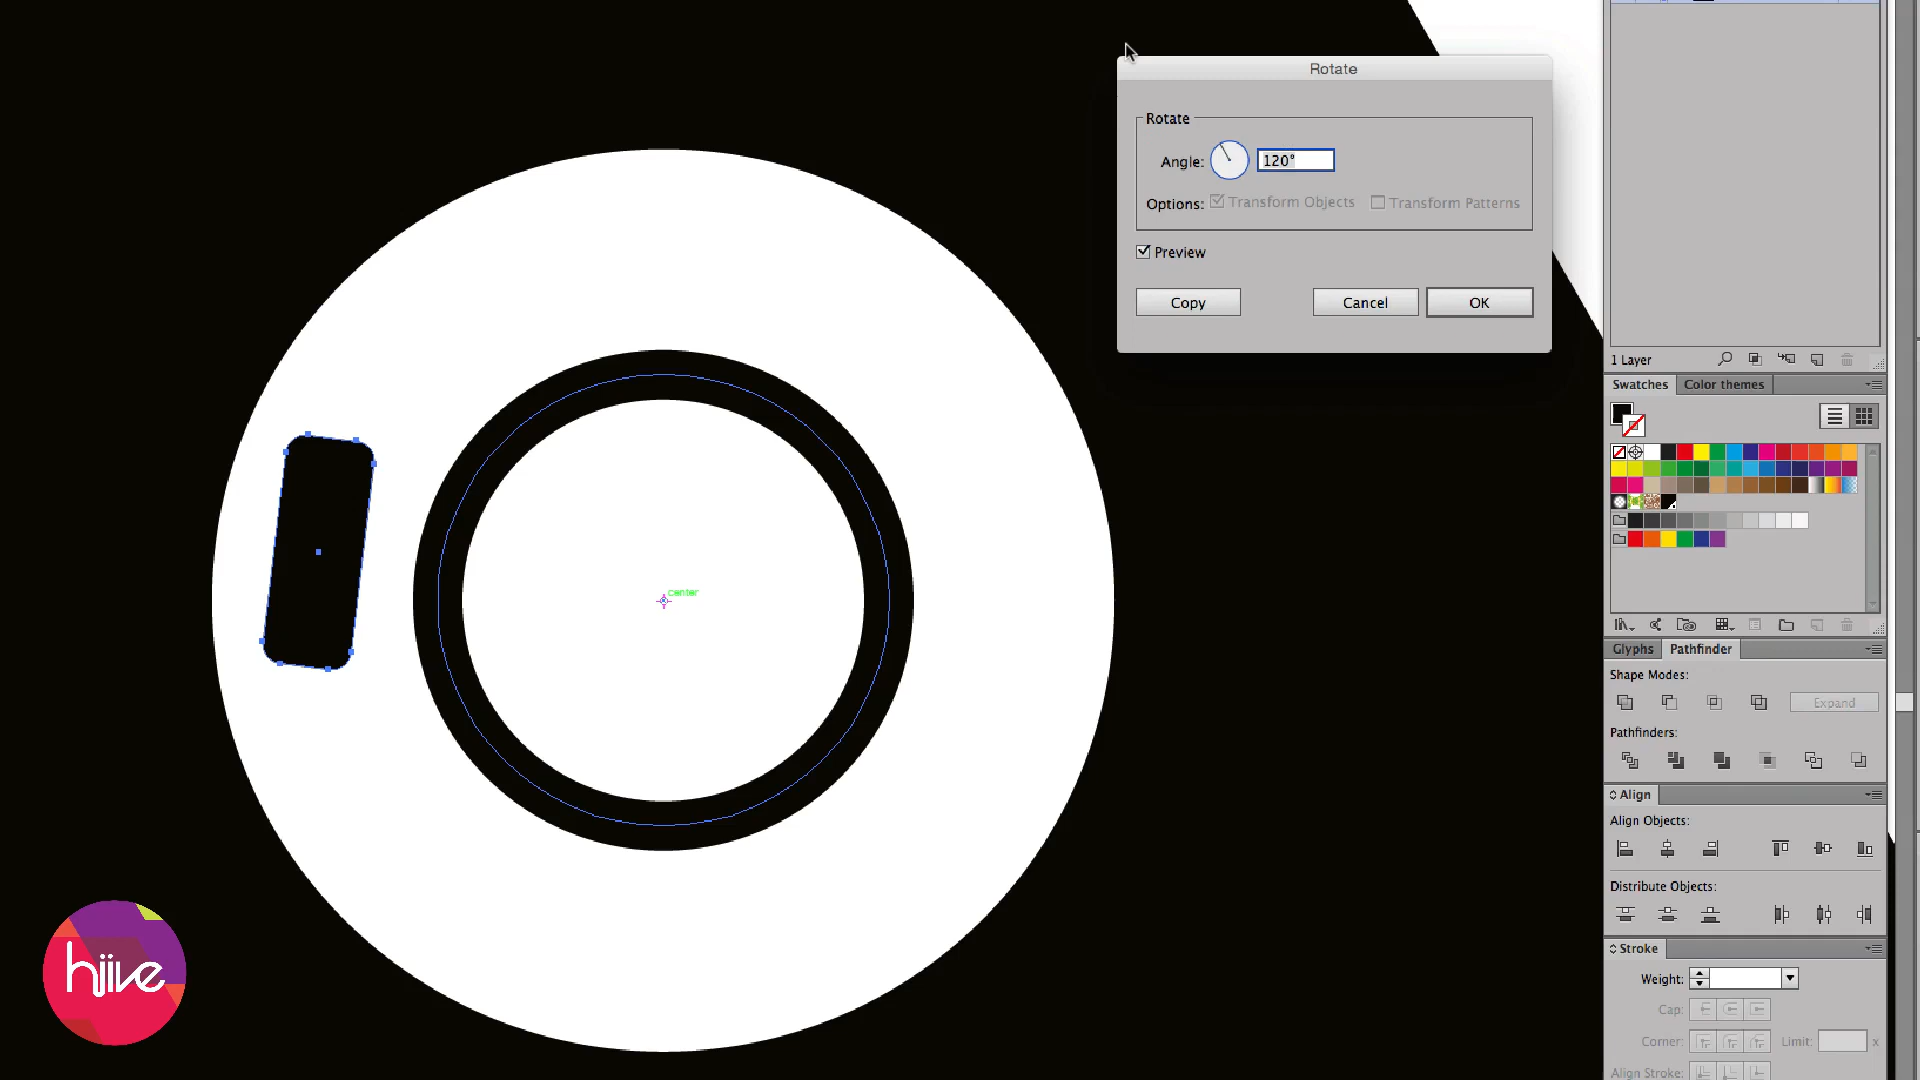 Rotate
Rotate
Angle: 120°
Options: Transform Objects Transform Patterns
Preview
Copy Cancel OK
center
1 Layer
Swatches Color themes
Glyphs Pathfinder
Shape Modes:
Expand
Pathfinders:
Align
Align Objects:
Distribute Objects:
Stroke
Weight:
Cap:
Corner: Limit: x
Align Stroke:
hiive